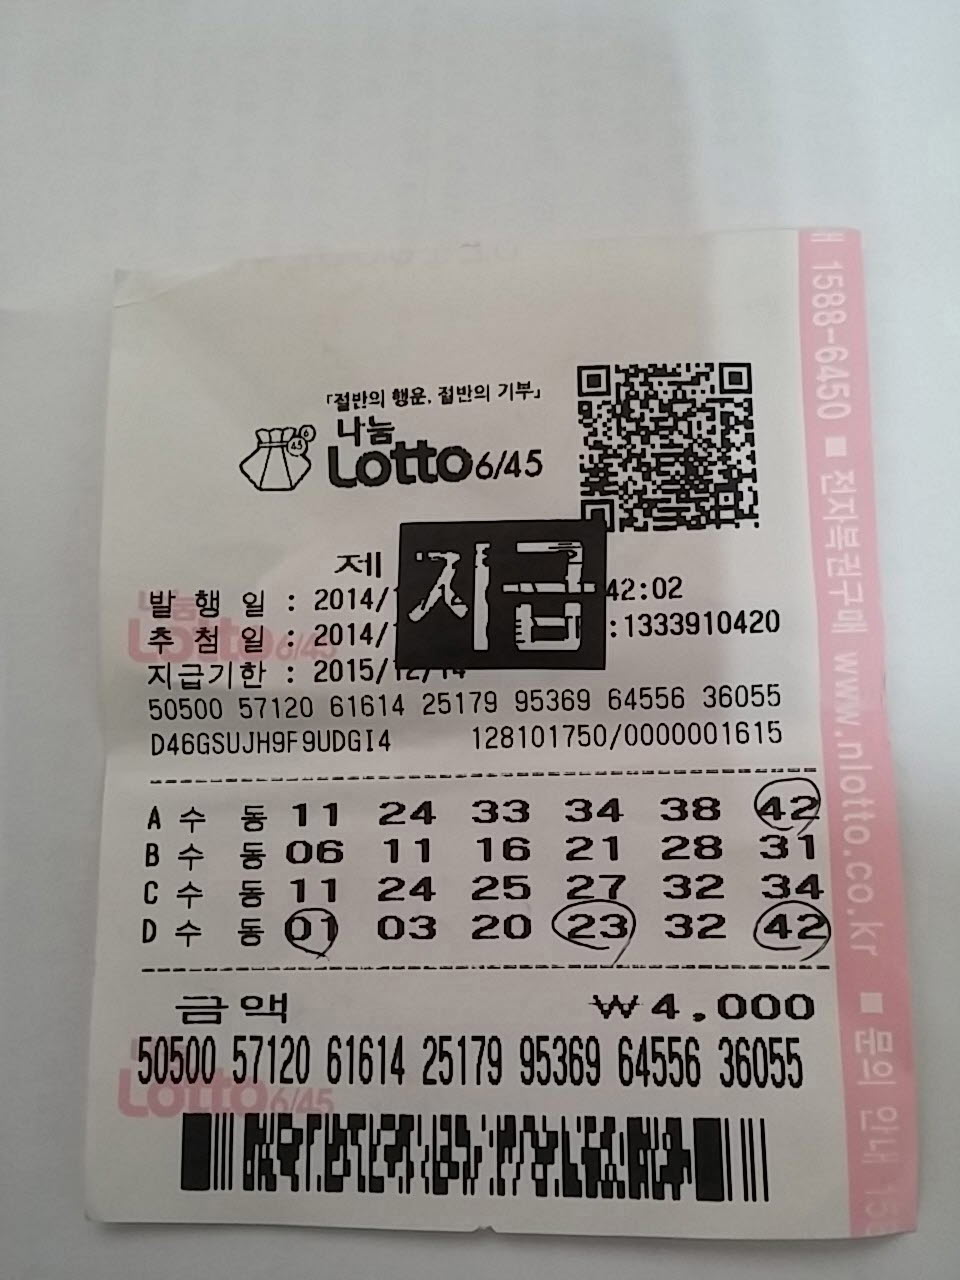 「절반의 행운, 절반의 기부」
나눔
Lotto 6/45
제
지급
발 행 일 : 2014/ 42:02
추 첨 일 : 2014/ :1333910420
지급기한 : 2015/12/14
50500 57120 61614 25179 95369 64556 36055
D46GSUJH9F9UDGI4 128101750/0000001615
A 수 동 11 24 33 34 38 42
B 수 동 06 11 16 21 28 31
C 수 동 11 24 25 27 32 34
D 수 동 01 03 20 23 32 42
금액 ₩4,000
50500 57120 61614 25179 95369 64556 36055
1588-6450 ■ 전자복권구매 www.nlotto.co.kr ■ 문의 안내
나눔
Lotto 6/45
Lotto 6/45